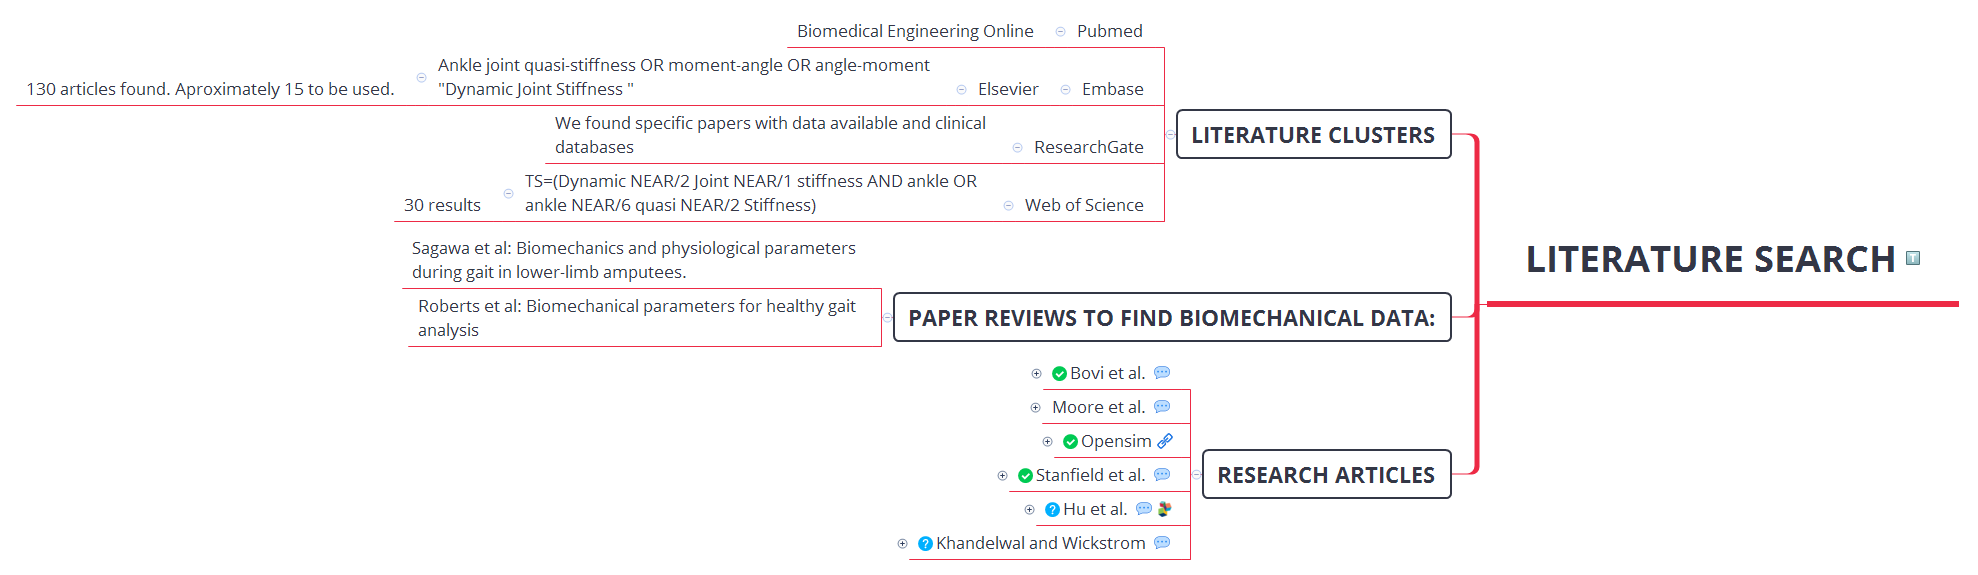 LITERATURE SEARCH
LITERATURE CLUSTERS
Pubmed
Biomedical Engineering Online
Embase
Elsevier
Ankle joint quasi-stiffness OR moment-angle OR angle-moment
"Dynamic Joint Stiffness "
130 articles found. Aproximately 15 to be used.
ResearchGate
We found specific papers with data available and clinical
databases
Web of Science
TS=(Dynamic NEAR/2 Joint NEAR/1 stiffness AND ankle OR
ankle NEAR/6 quasi NEAR/2 Stiffness)
30 results
PAPER REVIEWS TO FIND BIOMECHANICAL DATA:
Sagawa et al: Biomechanics and physiological parameters
during gait in lower-limb amputees.
Roberts et al: Biomechanical parameters for healthy gait
analysis
RESEARCH ARTICLES
Bovi et al.
Moore et al.
Opensim
Stanfield et al.
Hu et al.
Khandelwal and Wickstrom